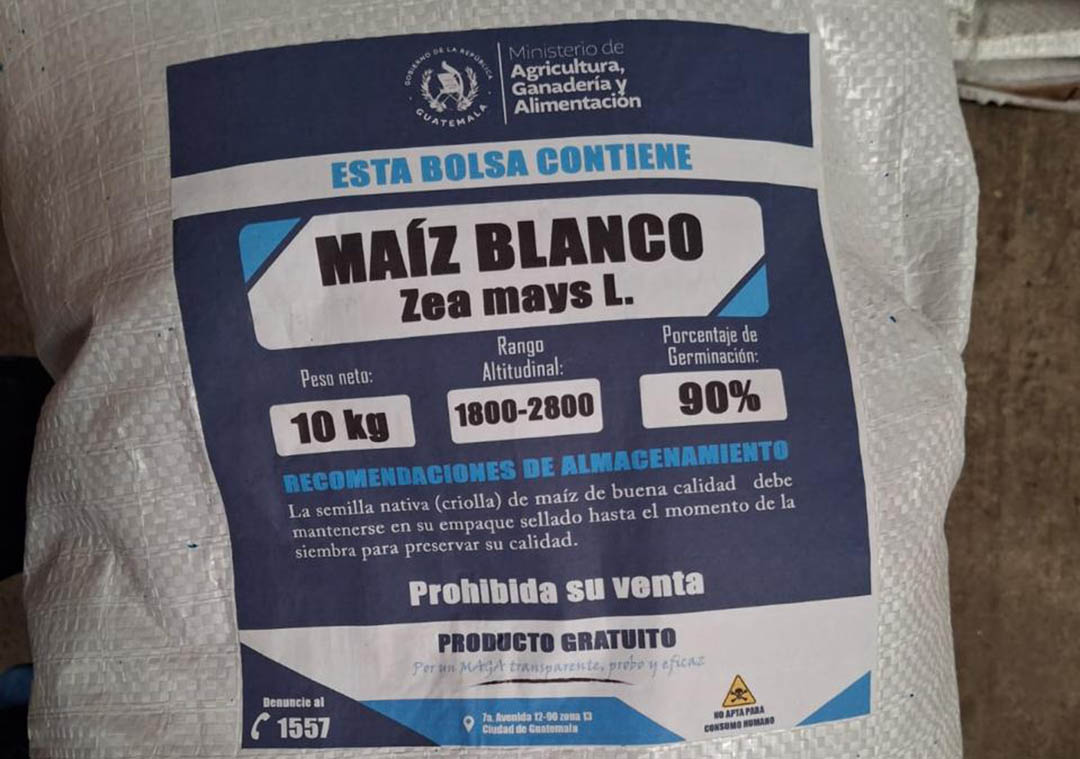 GOBIERNO DE LA REPÚBLICA
GUATEMALA
Ministerio de
Agricultura,
Ganadería y
Alimentación
ESTA BOLSA CONTIENE
MAÍZ BLANCO
Zea mays L.
Peso neto:
10 kg
Rango
Altitudinal:
1800-2800
Porcentaje de
Germinación:
90%
RECOMENDACIONES DE ALMACENAMIENTO
La semilla nativa (criolla) de maíz de buena calidad debe
mantenerse en su empaque sellado hasta el momento de la
siembra para preservar su calidad.
Prohibida su venta
PRODUCTO GRATUITO
Por un MAGA transparente, probo y eficaz
Denuncie al
1557
7a. Avenida 12-90 zona 13
Ciudad de Guatemala
NO APTA PARA
CONSUMO HUMANO